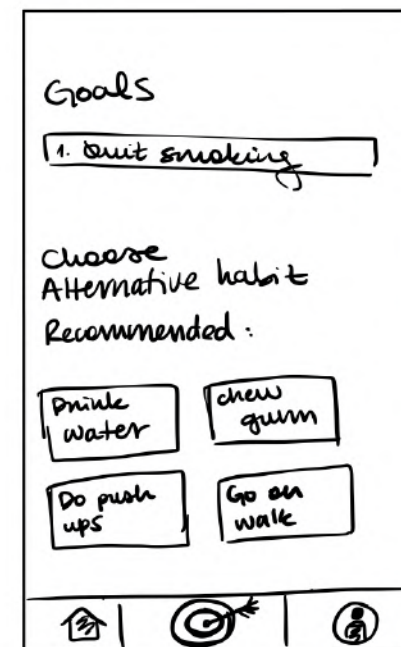 Goals
1. Quit smoking
choose
Alternative habit
Recommended:
Drink
water
chew
gum
Do push
ups
Go on
walk